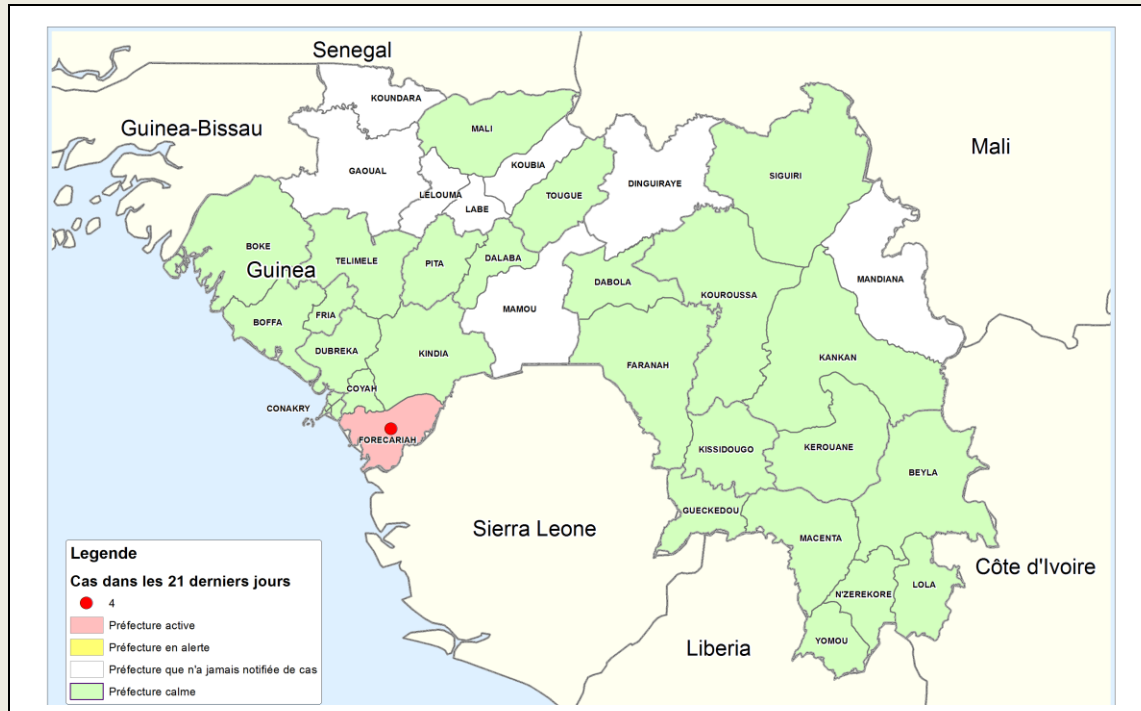 Senegal
KOUNDARA
Guinea-Bissau
MALI
Mali
KOUBIA
GAOUAL
SIGUIRI
DINGUIRAYE
LELOUMA
TOUGUE
LABE
BOKE
DALABA
TELIMELE
PITA
Guinea
MANDIANA
DABOLA
KOUROUSSA
MAMOU
FRIA
BOFFA
DUBREKA
KINDIA
KANKAN
FARANAH
COYAH
CONAKRY
FORECARIAH
KISSIDOUGO
KEROUANE
BEYLA
GUECKEDOU
Sierra Leone
MACENTA
Côte d'Ivoire
LOLA
N'ZEREKORE
YOMOU
Liberia
Legende
Cas dans les 21 derniers jours
4
Préfecture active
Préfecture en alerte
Préfecture que n'a jamais notifiée de cas
Préfecture calme